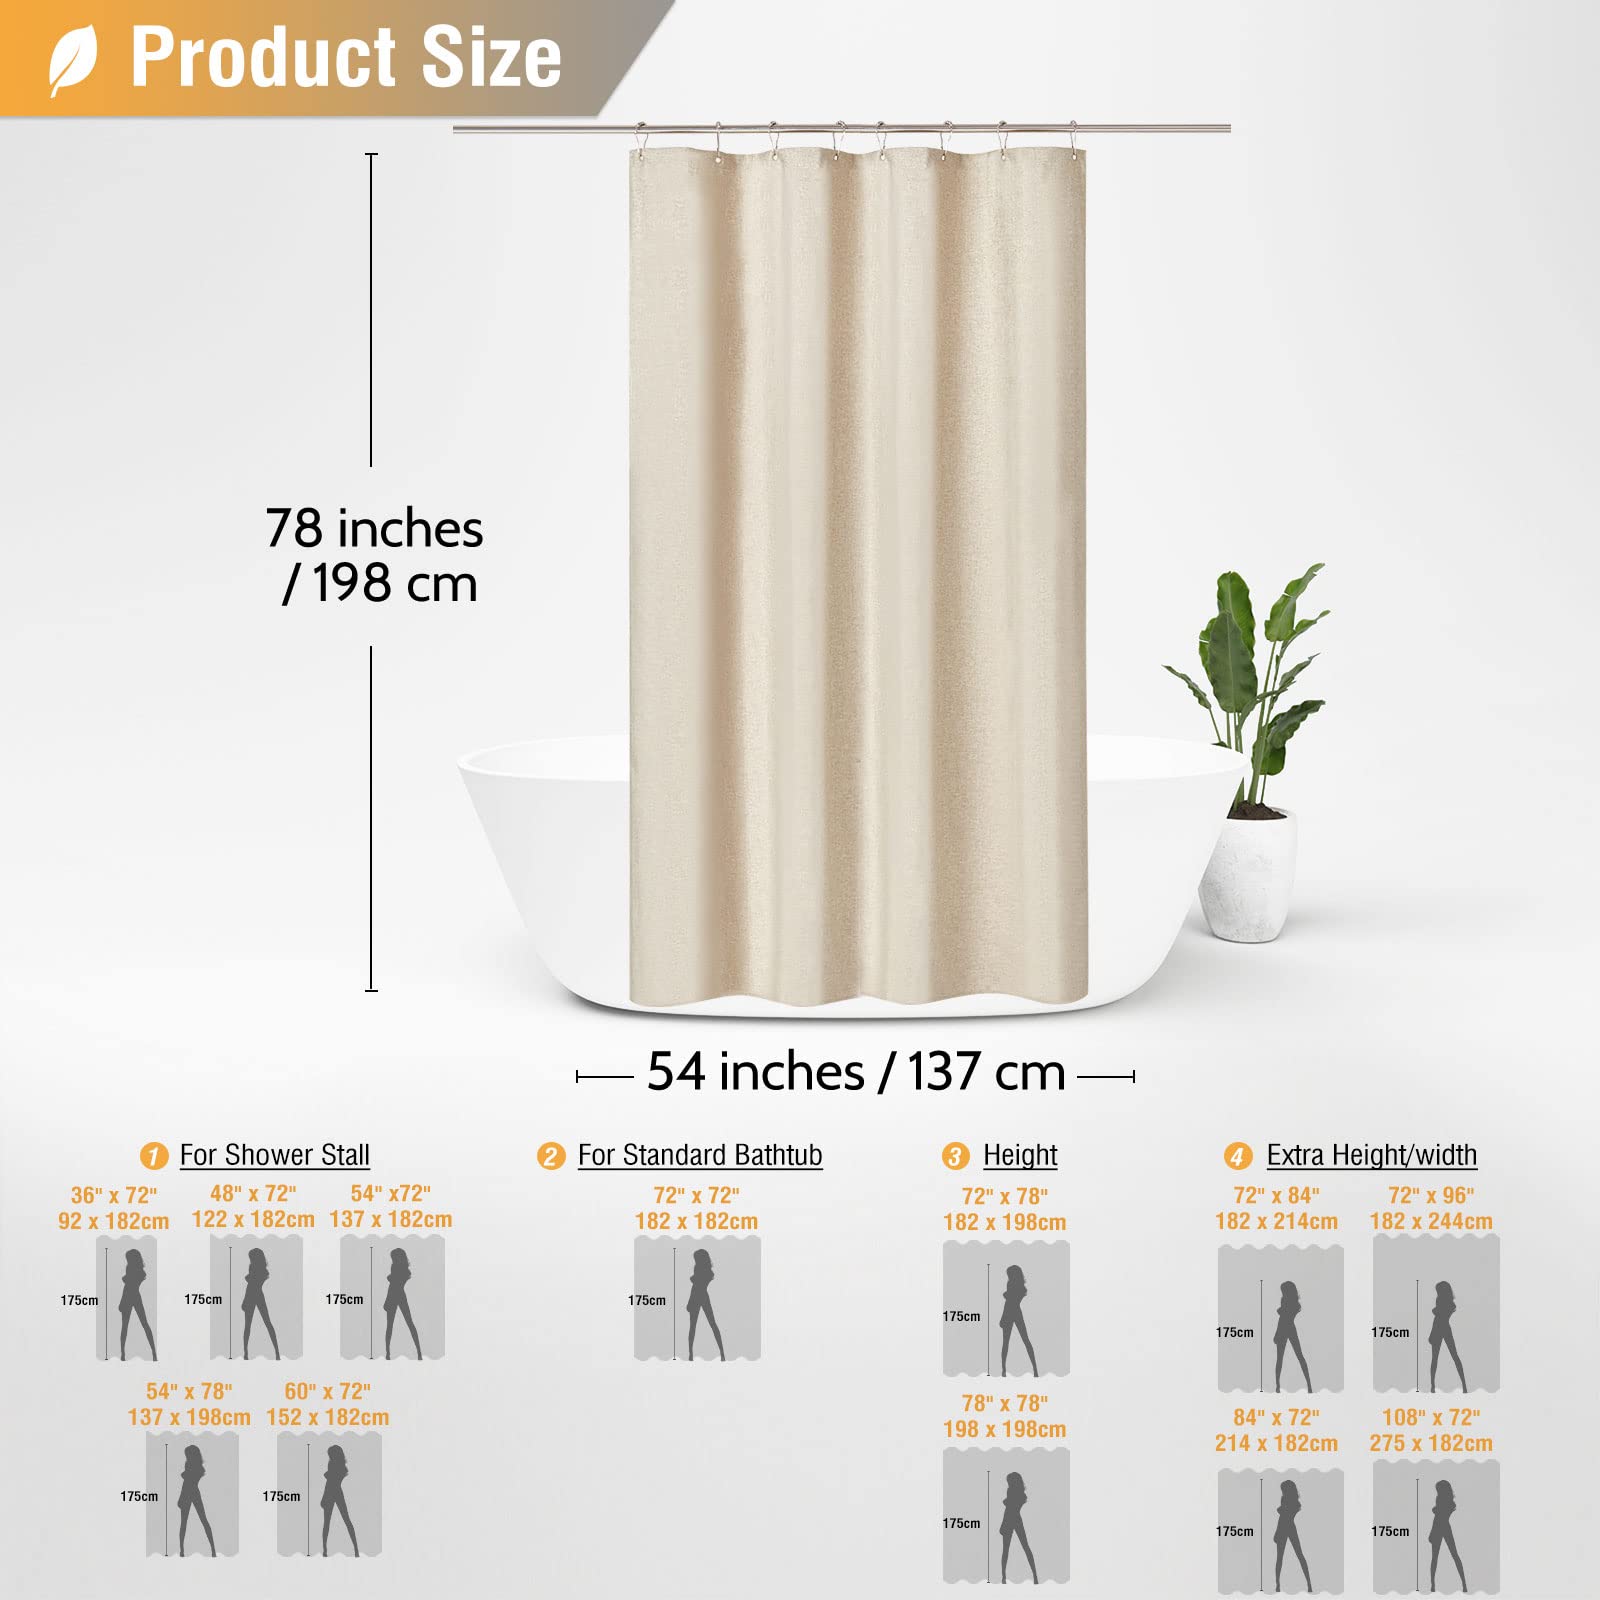 Product Size
78 inches
/ 198 cm
54 inches / 137 cm
1 For Shower Stall
36" x 72"
92 x 182cm
175cm
48" x 72"
122 x 182cm
175cm
54" x72"
137 x 182cm
175cm
54" x 78"
137 x 198cm
175cm
60" x 72"
152 x 182cm
175cm
2 For Standard Bathtub
72" x 72"
182 x 182cm
175cm
3 Height
72" x 78"
182 x 198cm
175cm
78" x 78"
198 x 198cm
175cm
4 Extra Height/width
72" x 84"
182 x 214cm
175cm
72" x 96"
182 x 244cm
175cm
84" x 72"
214 x 182cm
175cm
108" x 72"
275 x 182cm
175cm